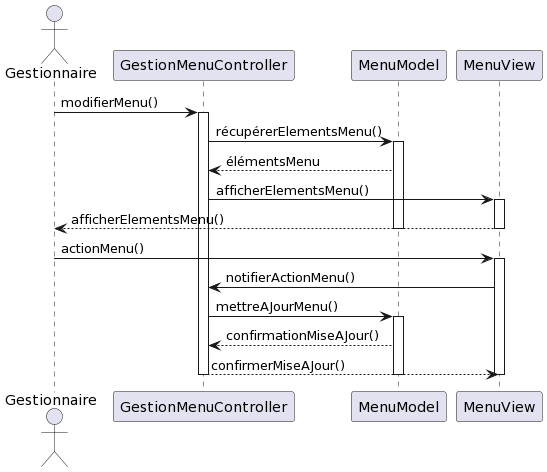 Gestionnaire
GestionMenuController
MenuModel
MenuView
modifierMenu()
récupérerElementsMenu()
élémentsMenu
afficherElementsMenu()
afficherElementsMenu()
actionMenu()
notifierActionMenu()
mettreAJourMenu()
confirmationMiseAJour()
confirmerMiseAJour()
Gestionnaire
GestionMenuController
MenuModel
MenuView